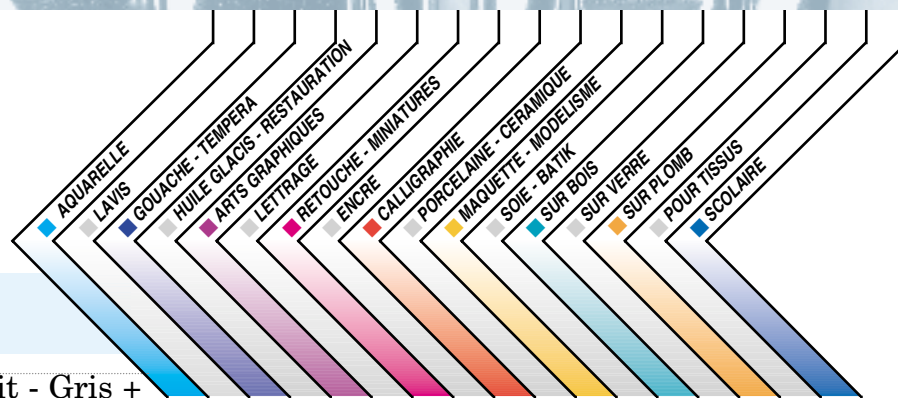 AQUARELLE
LAVIS
GOUACHE - TEMPERA
HUILE GLACIS - RESTAURATION
ARTS GRAPHIQUES
LETTRAGE
RETOUCHE - MINIATURES
ENCRE
CALLIGRAPHIE
PORCELAINE - CERAMIQUE
MAQUETTE - MODELISME
SOIE - BATIK
SUR BOIS
SUR VERRE
SUR PLOMB
POUR TISSUS
SCOLAIRE
it - Gris +